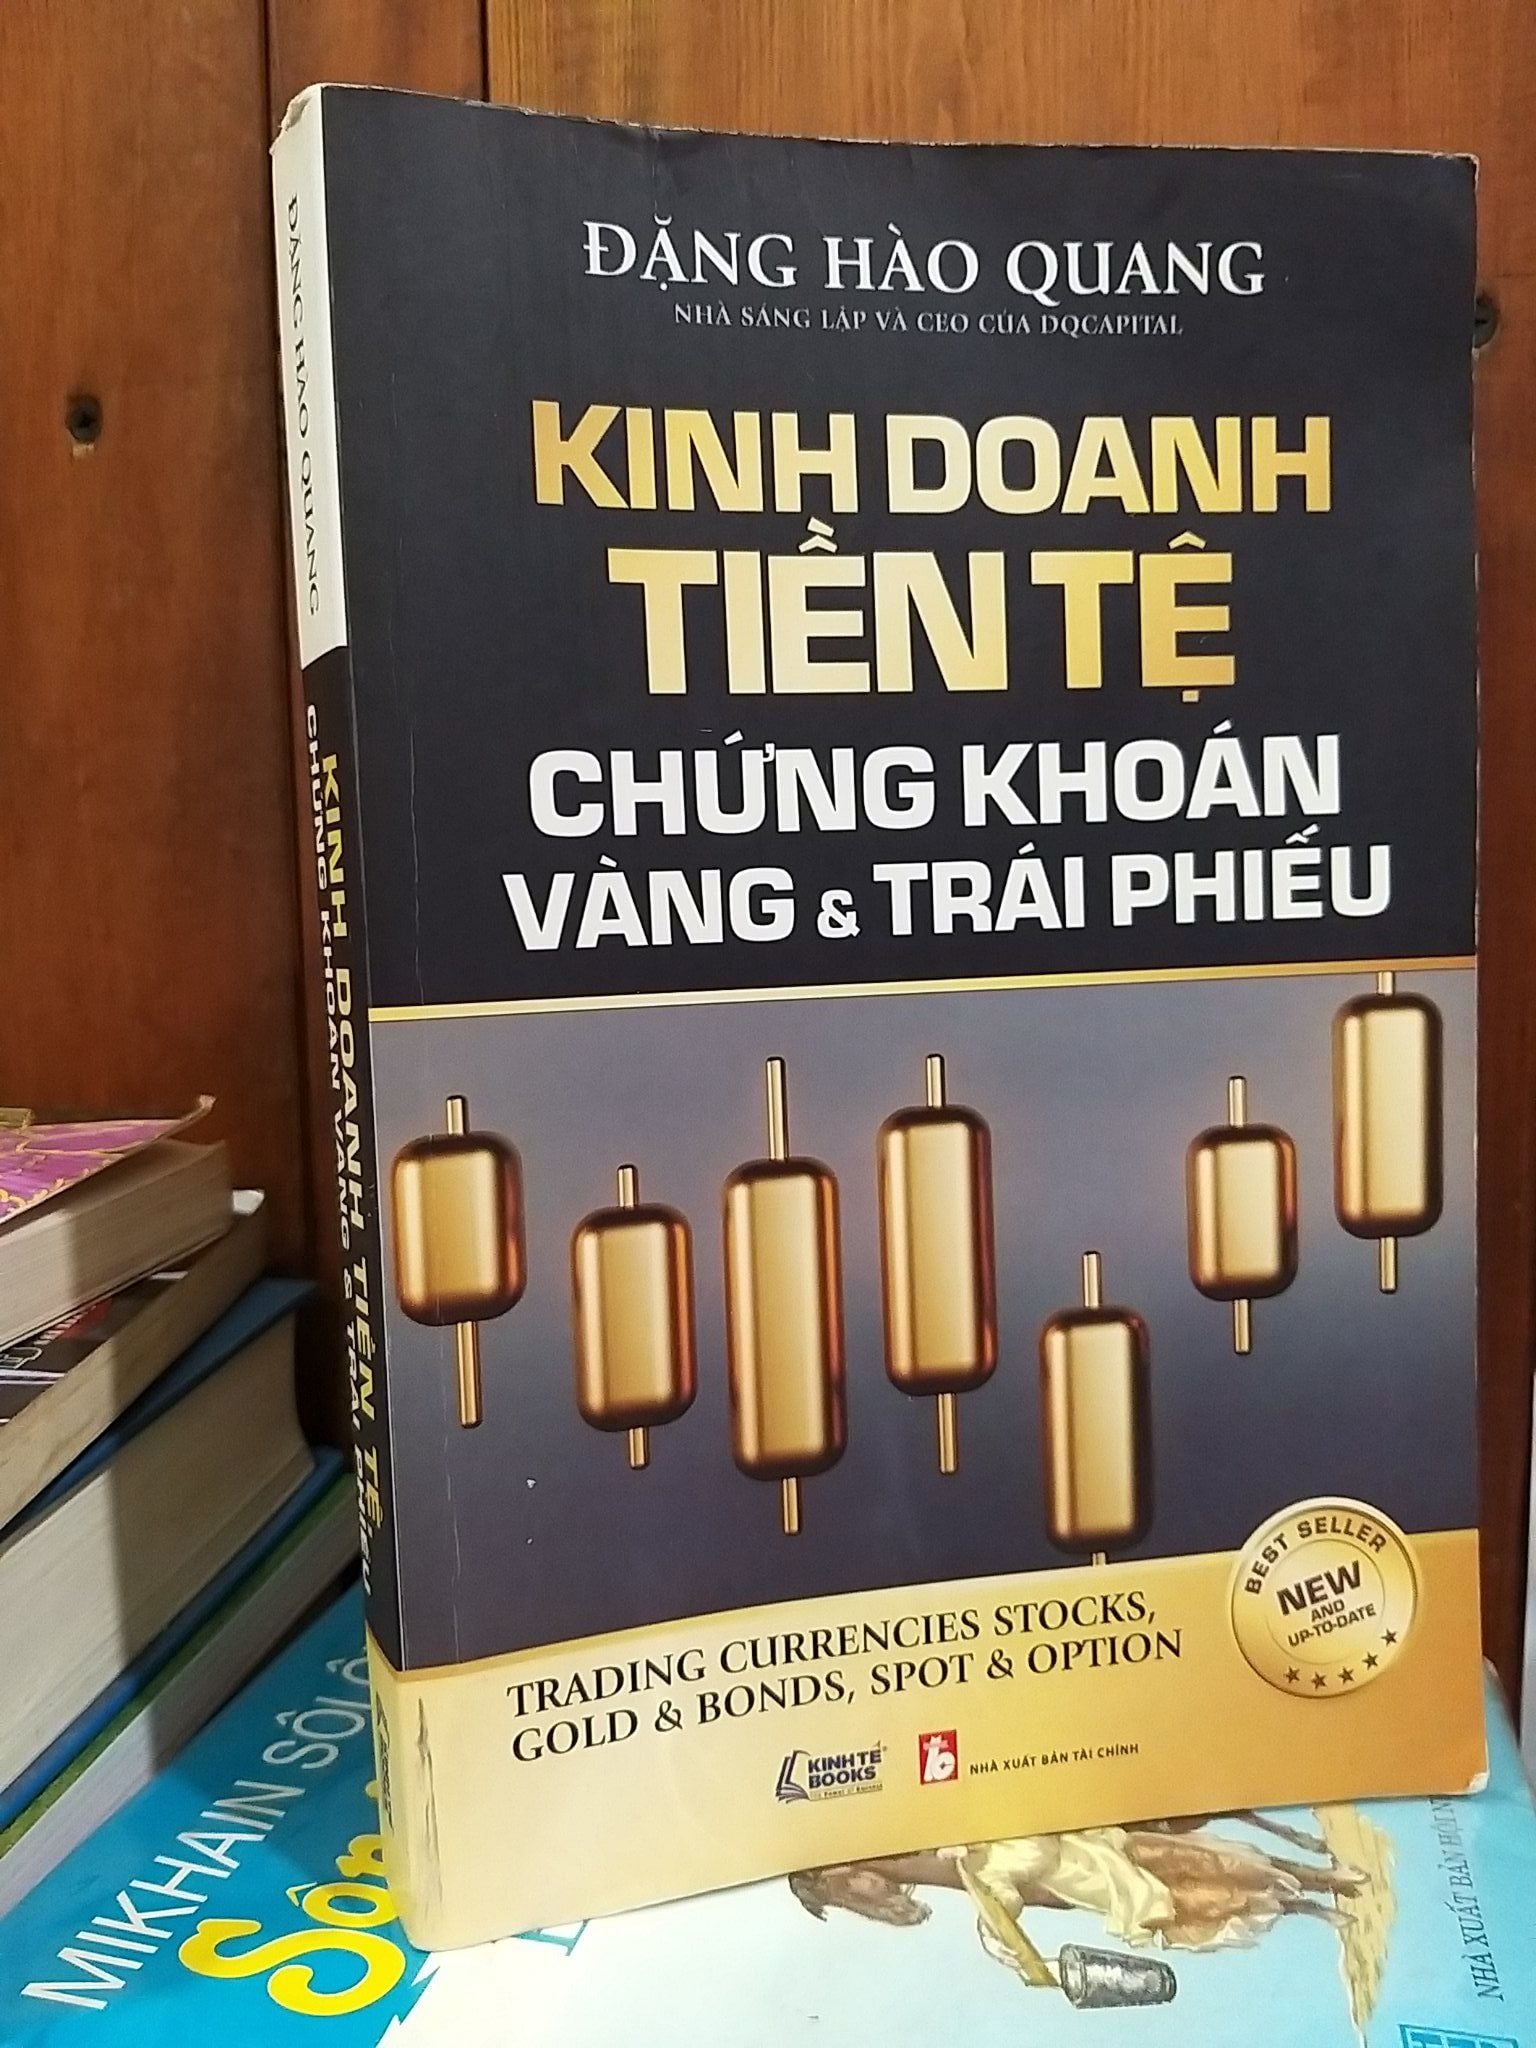 ĐẶNG HÀO QUANG
NHÀ SÁNG LẬP VÀ CEO CỦA DQCAPITAL
KINH DOANH
TIỀN TỆ
CHỨNG KHOÁN
VÀNG & TRÁI PHIẾU
BEST SELLER
NEW
AND
UP-TO-DATE
TRADING CURRENCIES STOCKS,
GOLD & BONDS, SPOT & OPTION
KINH TẾ
BOOKS
NHÀ XUẤT BẢN TÀI CHÍNH
ĐẶNG HÀO QUANG
KINH DOANH TIỀN TỆ
CHỨNG KHOÁN VÀNG & TRÁI PHIẾU
MIKHAIN SÔLÔ
Sôn
NHÀ XUẤT BẢN HỘI N